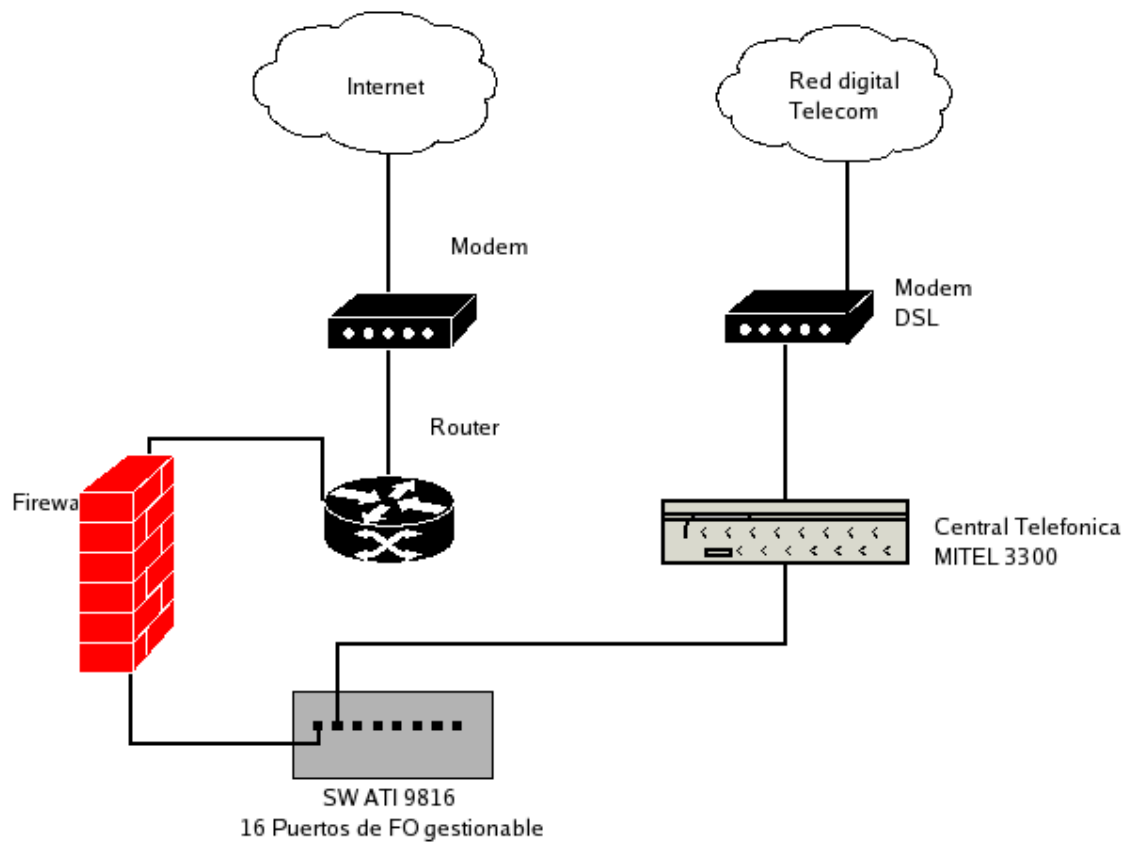 Internet
Red digital
Telecom
Modem
Modem
DSL
Router
Firewa
Central Telefonica
MITEL 3300
SW ATI 9816
16 Puertos de FO gestionable